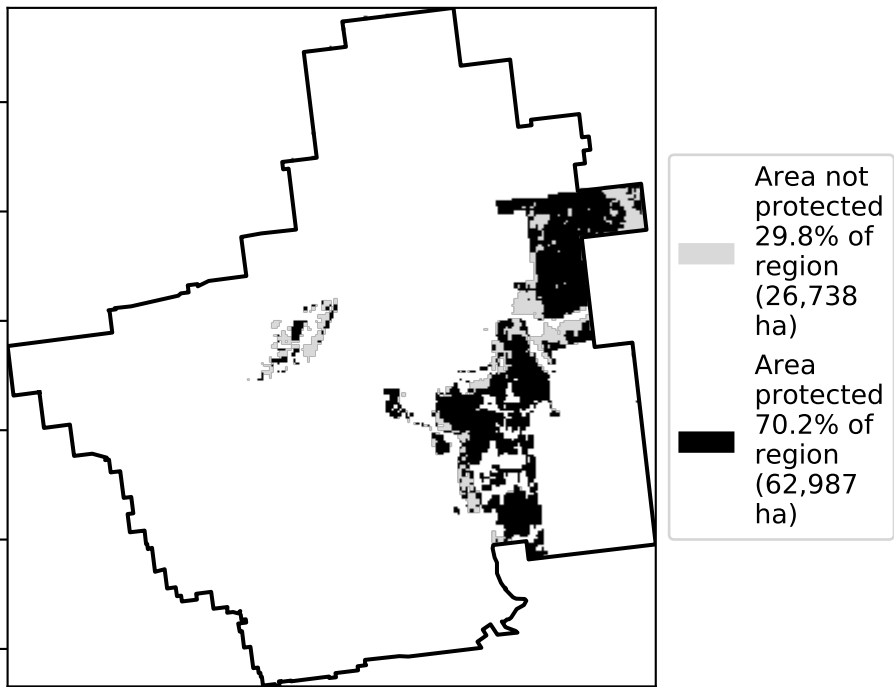 Area not
protected
29.8% of
region
(26,738
ha)
Area
protected
70.2% of
region
(62,987
ha)